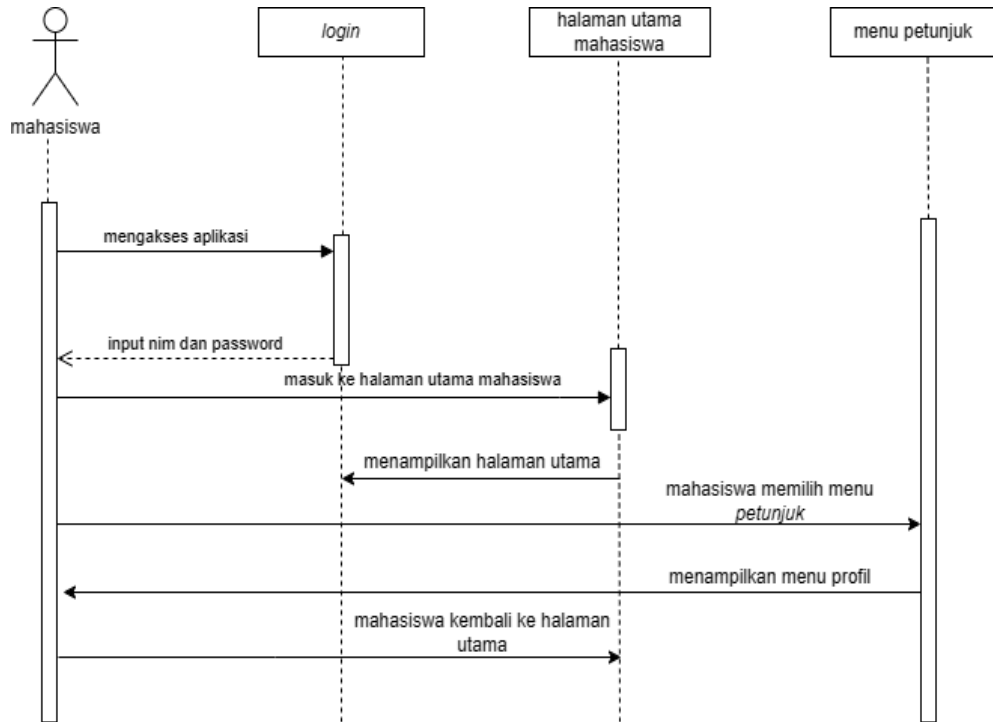 login
halaman utama
mahasiswa
menu petunjuk
mahasiswa
mengakses aplikasi
input nim dan password
masuk ke halaman utama mahasiswa
menampilkan halaman utama
mahasiswa memilih menu
petunjuk
menampilkan menu profil
mahasiswa kembali ke halaman
utama